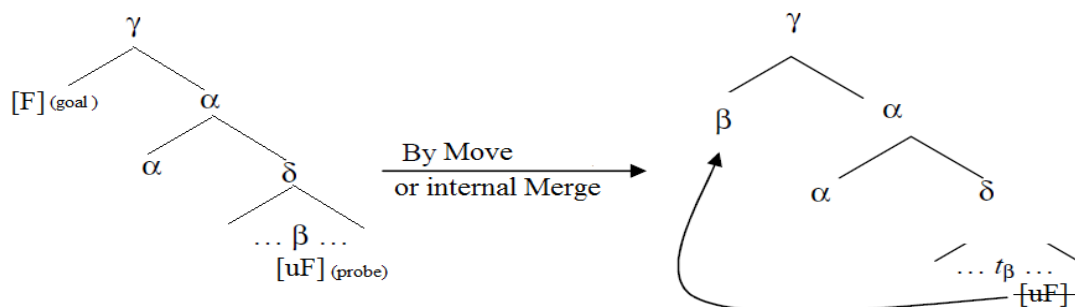 γ
[F] (goal)
α
α
δ
… β …
[uF] (probe)
By Move
or internal Merge
γ
β
α
α
δ
… tβ …
[uF]